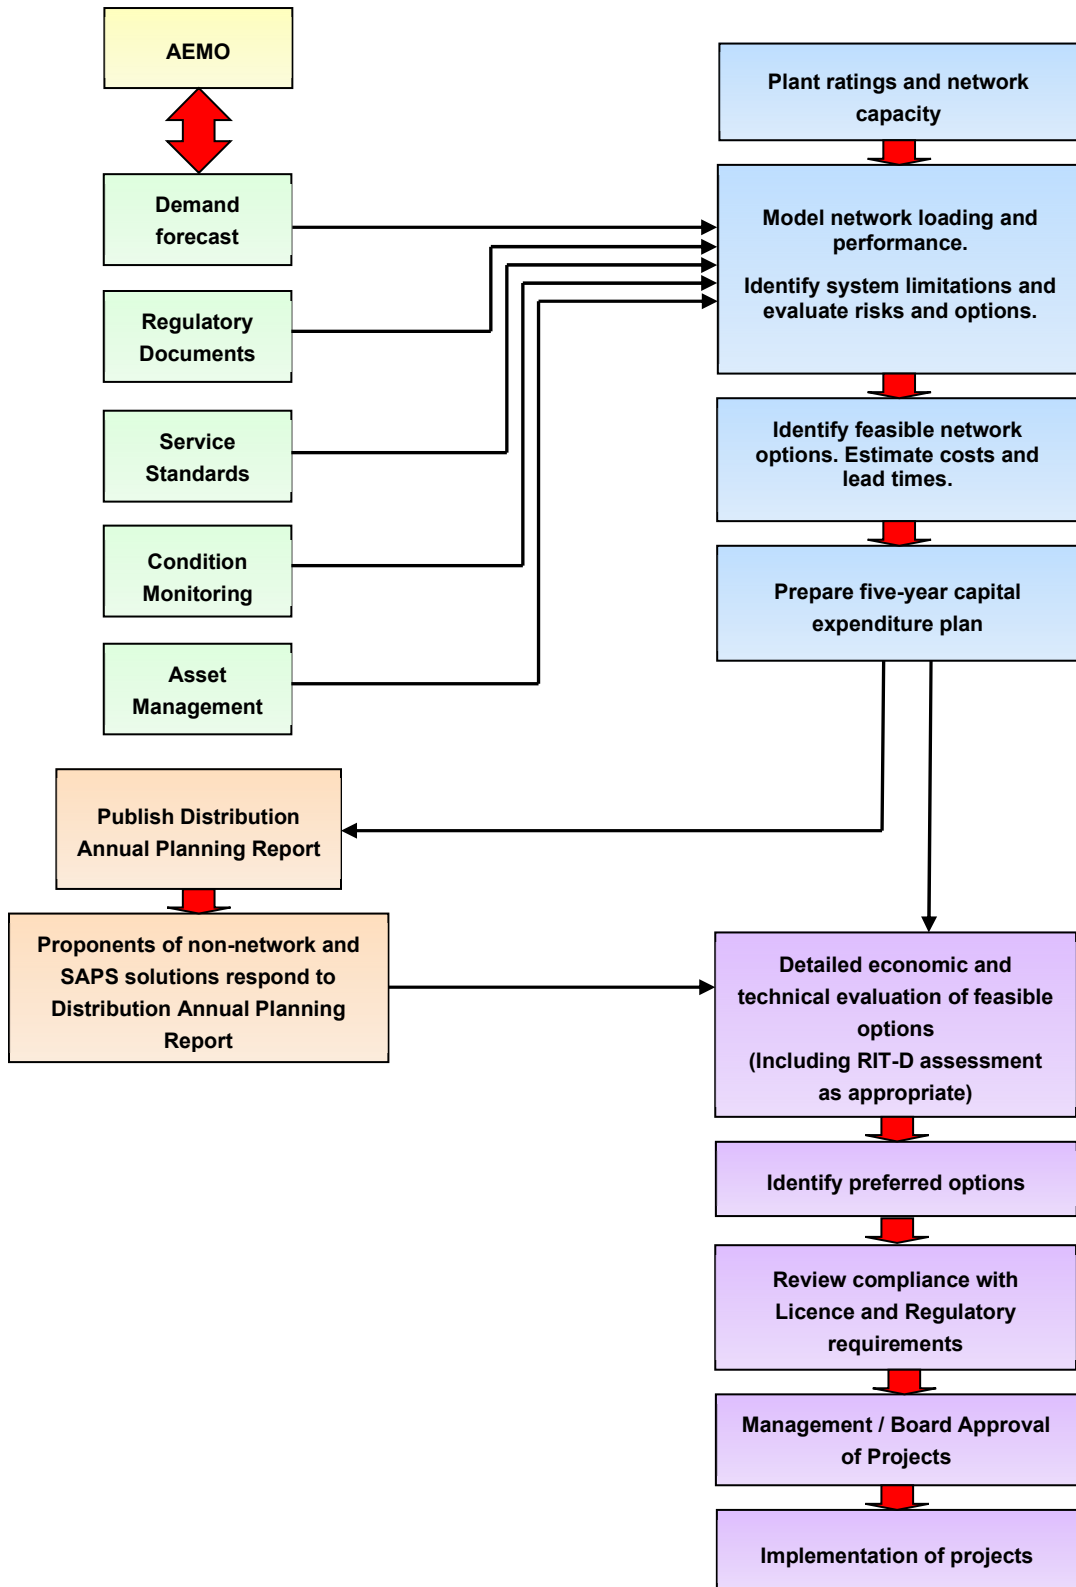 AEMO
Demand
forecast
Regulatory
Documents
Service
Standards
Condition
Monitoring
Asset
Management
Plant ratings and network
capacity
Model network loading and
performance.
Identify system limitations and
evaluate risks and options.
Identify feasible network
options. Estimate costs and
lead times.
Prepare five-year capital
expenditure plan
Publish Distribution
Annual Planning Report
Proponents of non-network and
SAPS solutions respond to
Distribution Annual Planning
Report
Detailed economic and
technical evaluation of feasible
options
(Including RIT-D assessment
as appropriate)
Identify preferred options
Review compliance with
Licence and Regulatory
requirements
Management / Board Approval
of Projects
Implementation of projects